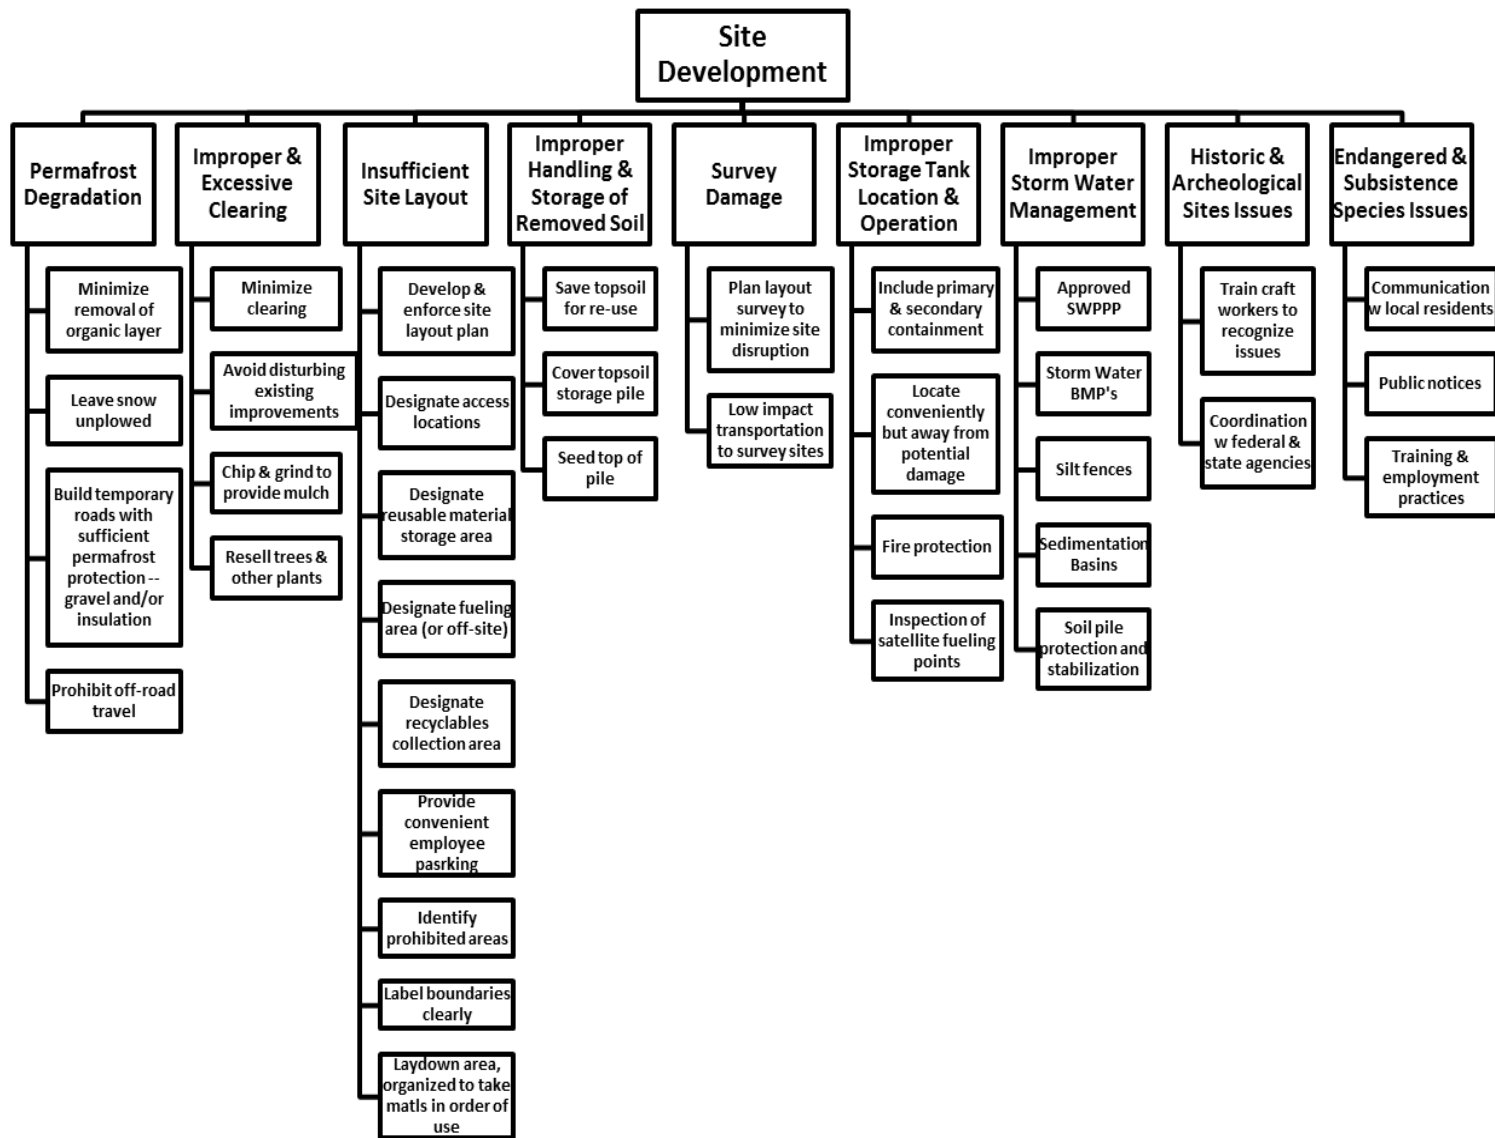 Site
Development
Permafrost
Degradation
Minimize
removal of
organic layer
Leave snow
unplowed
Build temporary
roads with
sufficient
permafrost
protection --
gravel and/or
insulation
Prohibit off-road
travel
Improper &
Excessive
Clearing
Minimize
clearing
Avoid disturbing
existing
improvements
Chip & grind to
provide mulch
Resell trees &
other plants
Insufficient
Site Layout
Develop &
enforce site
layout plan
Designate access
locations
Designate
reusable material
storage area
Designate fueling
area (or off-site)
Designate
recyclables
collection area
Provide
convenient
employee
pasrking
Identify
prohibited areas
Label boundaries
clearly
Laydown area,
organized to take
matls in order of
use
Improper
Handling &
Storage of
Removed Soil
Save topsoil
for re-use
Cover topsoil
storage pile
Seed top of
pile
Survey
Damage
Plan layout
survey to
minimize site
disruption
Low impact
transportation
to survey sites
Improper
Storage Tank
Location &
Operation
Include primary
& secondary
containment
Locate
conveniently
but away from
potential
damage
Fire protection
Inspection of
satellite fueling
points
Improper
Storm Water
Management
Approved
SWPPP
Storm Water
BMP's
Silt fences
Sedimentation
Basins
Soil pile
protection and
stabilization
Historic &
Archeological
Sites Issues
Train craft
workers to
recognize
issues
Coordination
w federal &
state agencies
Endangered &
Subsistence
Species Issues
Communication
w local residents
Public notices
Training &
employment
practices